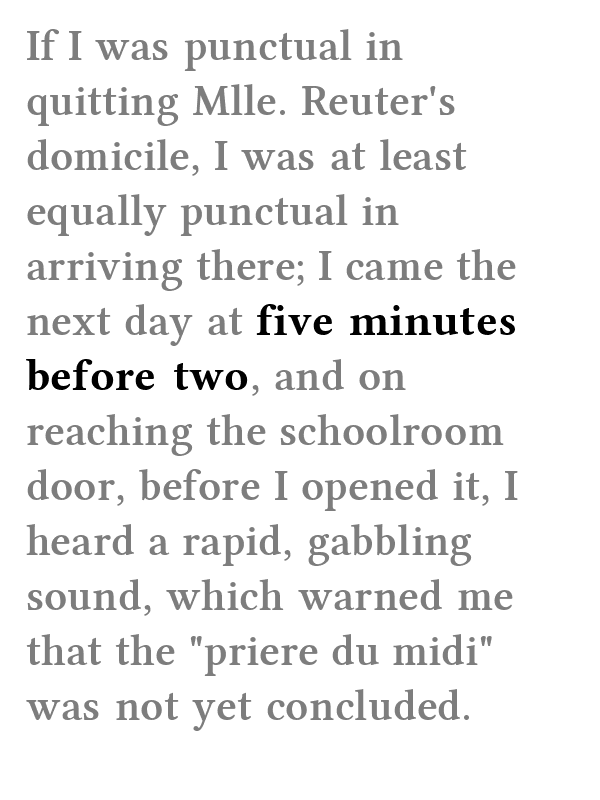 If I was punctual in
quitting Mlle. Reuter's
domicile, I was at least
equally punctual in
arriving there; I came the
next day at five minutes
before two, and on
reaching the schoolroom
door, before I opened it, I
heard a rapid, gabbling
sound, which warned me
that the "priere du midi"
was not yet concluded.